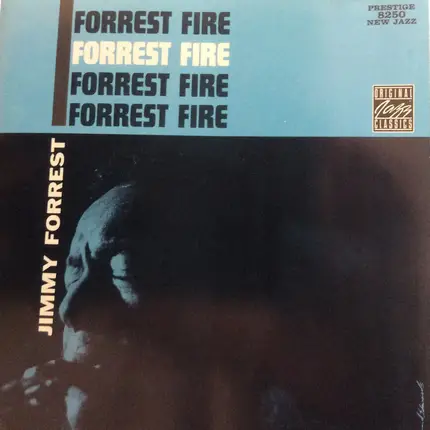 FORREST FIRE
FORREST FIRE
FORREST FIRE
FORREST FIRE
PRESTIGE
8250
NEW JAZZ
ORIGINAL
Jazz
CLASSICS
JIMMY FORREST